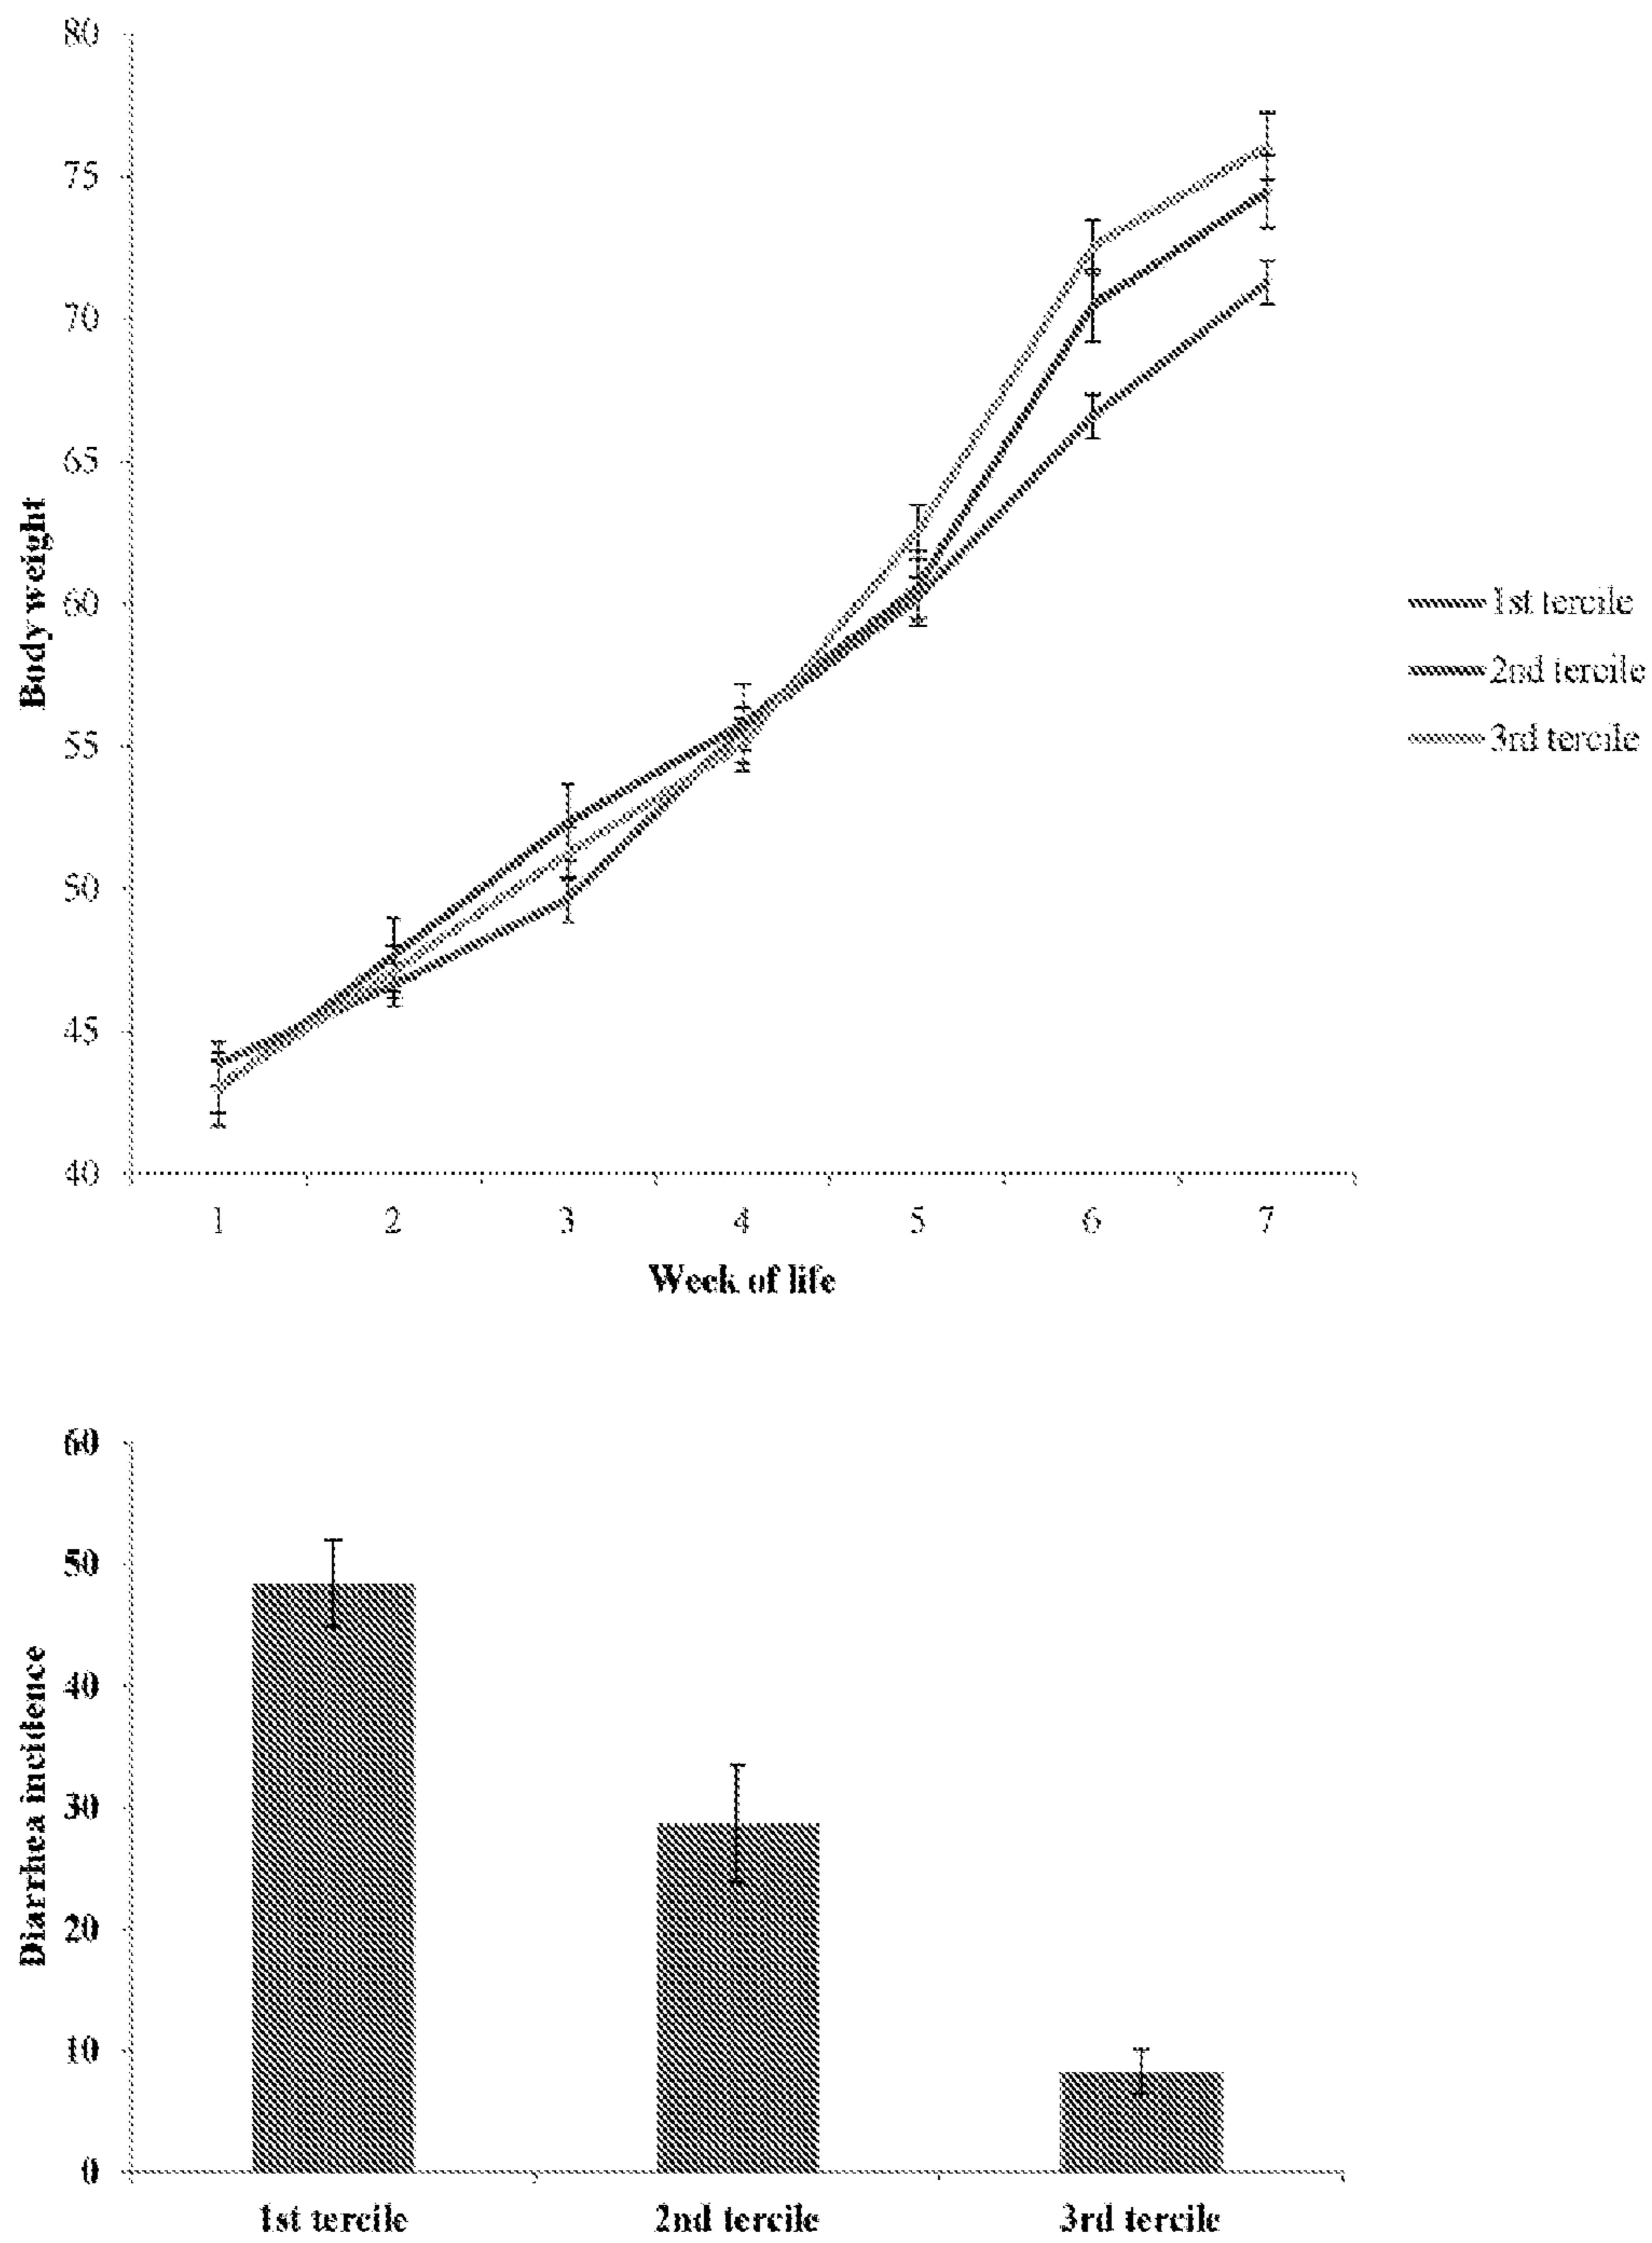 80
75
70
65
60
55
50
45
40
Body weight
1 2 3 4 5 6 7
Week of life
1st tercile
2nd tercile
3rd tercile
60
50
40
30
20
10
0
Diarrhea incidence
1st tercile 2nd tercile 3rd tercile